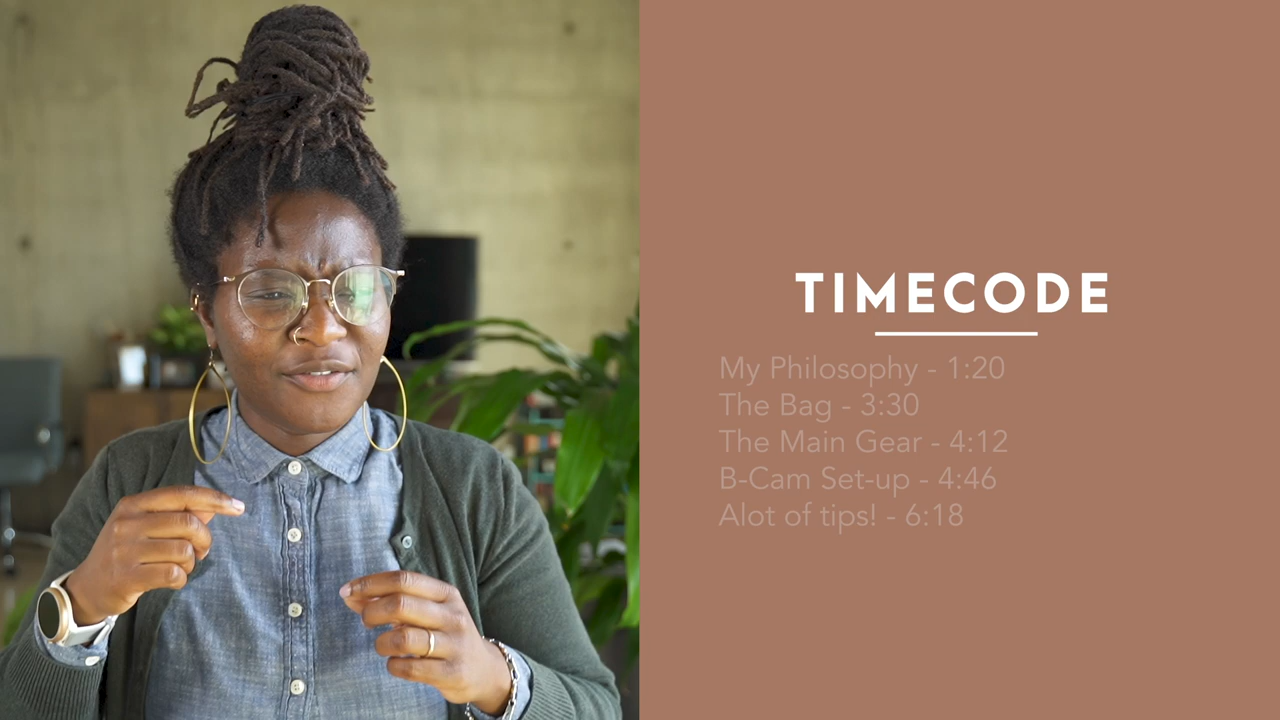 TIMECODE
My Philosophy - 1:20
The Bag - 3:30
The Main Gear - 4:12
B-Cam Set-up - 4:46
Alot of tips! - 6:18